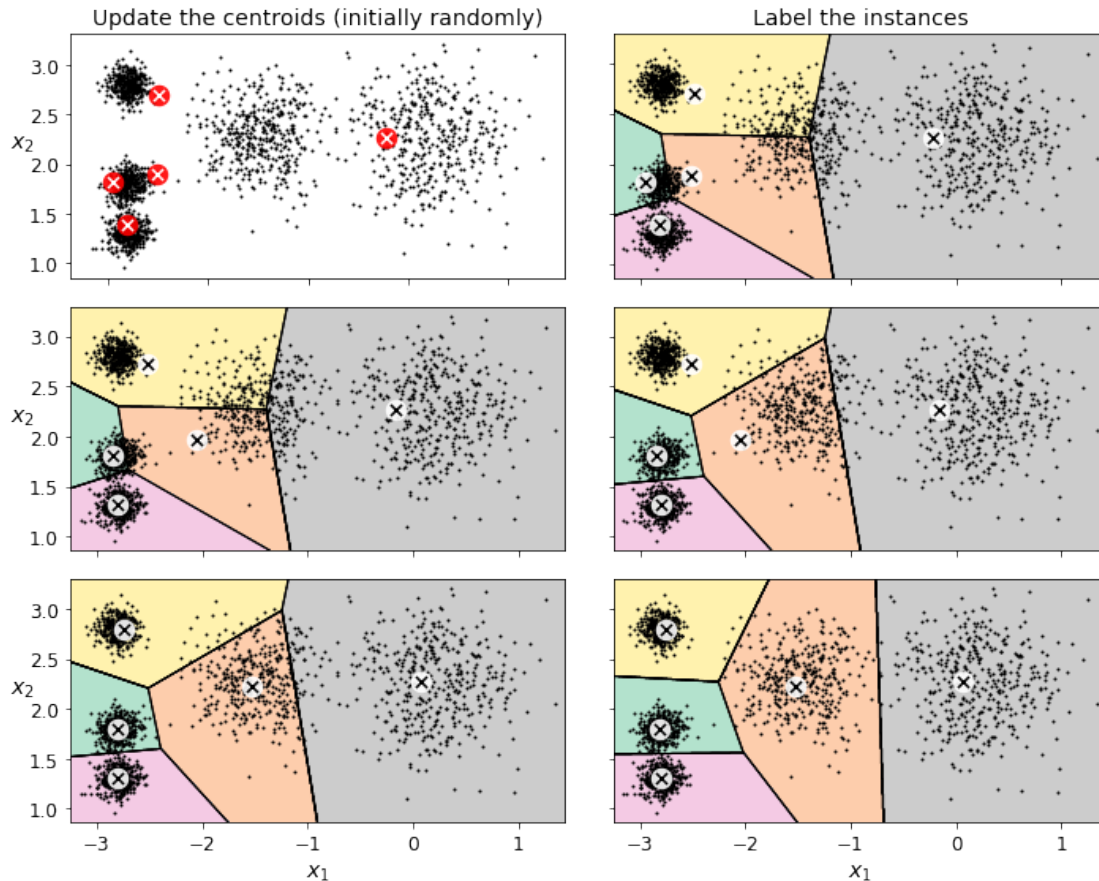 Update the centroids (initially randomly)
Label the instances
3.0
2.5
x2
2.0
1.5
1.0
3.0
2.5
x2
2.0
1.5
1.0
3.0
2.5
x2
2.0
1.5
1.0
−3 −2 −1 0 1
x1
−3 −2 −1 0 1
x1